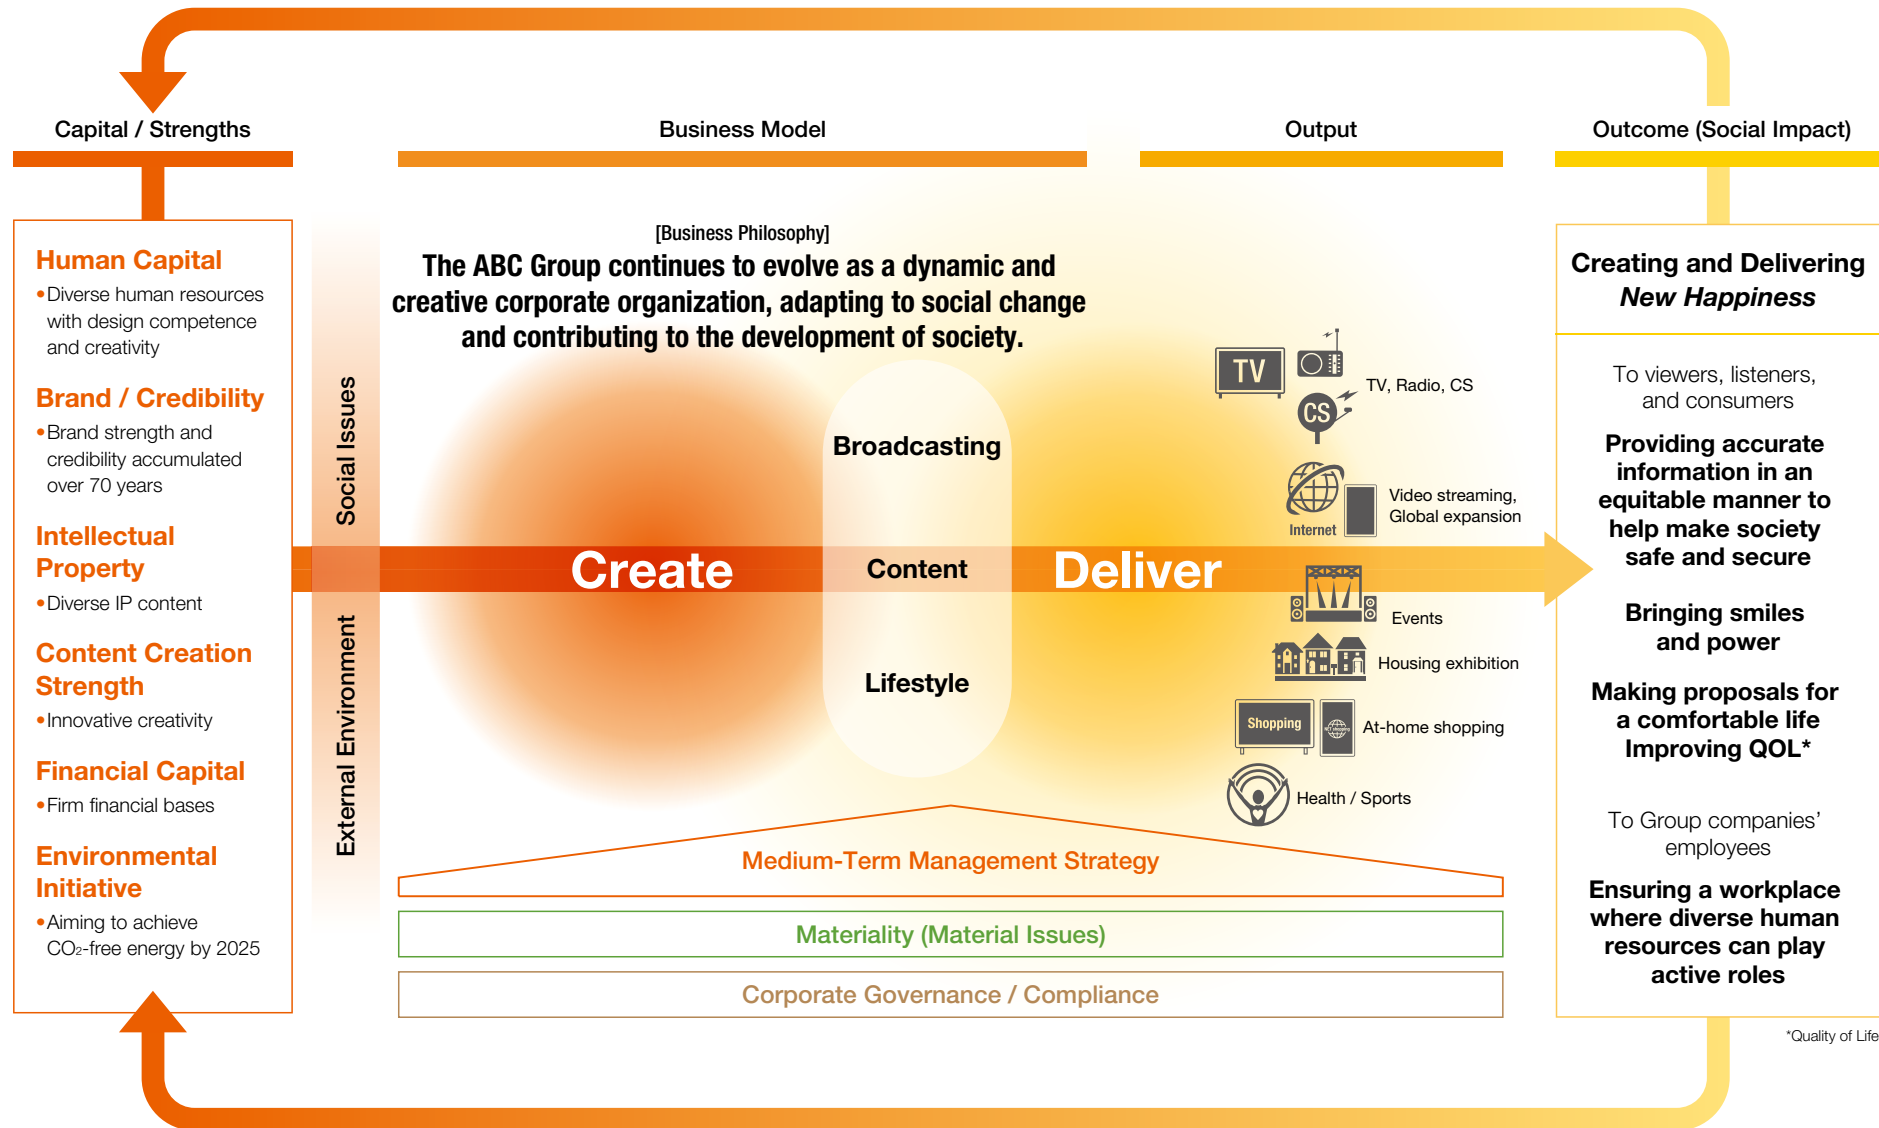 Capital / Strengths
Business Model
Output
Outcome (Social Impact)
Human Capital
•Diverse human resources
with design competence
and creativity
Brand / Credibility
•Brand strength and
credibility accumulated
over 70 years
Intellectual
Property
•Diverse IP content
Content Creation
Strength
•Innovative creativity
Financial Capital
•Firm financial bases
Environmental
Initiative
•Aiming to achieve
CO₂-free energy by 2025
Social Issues
External Environment
[Business Philosophy]
The ABC Group continues to evolve as a dynamic and
creative corporate organization, adapting to social change
and contributing to the development of society.
Create
Broadcasting
Content
Lifestyle
Deliver
TV
CS
TV, Radio, CS
Internet
Video streaming,
Global expansion
Events
Housing exhibition
Shopping
NET shopping
At-home shopping
Health / Sports
Medium-Term Management Strategy
Materiality (Material Issues)
Corporate Governance / Compliance
Creating and Delivering
New Happiness
To viewers, listeners,
and consumers
Providing accurate
information in an
equitable manner to
help make society
safe and secure
Bringing smiles
and power
Making proposals for
a comfortable life
Improving QOL*
To Group companies’
employees
Ensuring a workplace
where diverse human
resources can play
active roles
*Quality of Life